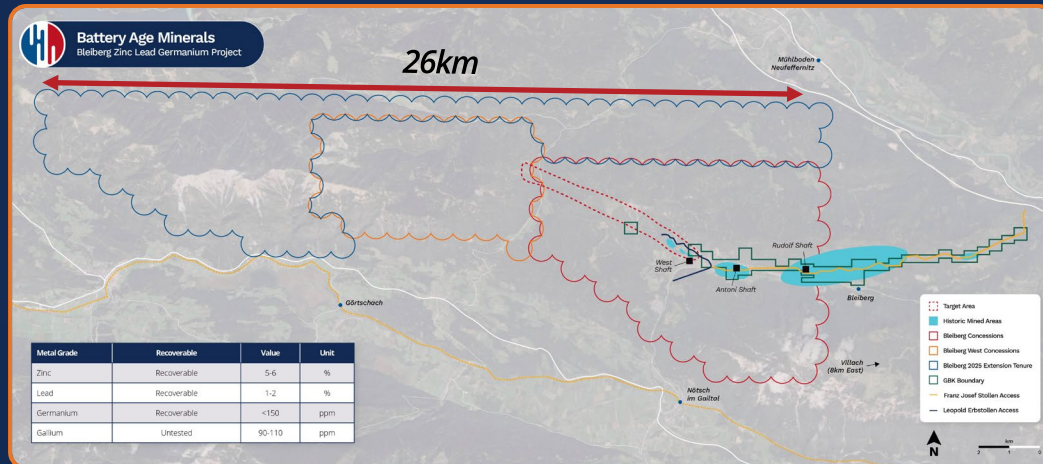 Battery Age Minerals
Bleiberg Zinc Lead Germanium Project
26km
Mühlboden
Neufeffernitz
Rudolf Shaft
West
Shaft
Antoni Shaft
Bleiberg
Görtschach
Villach
(8km East)
Nötsch
im Gailtal
Metal Grade Recoverable Value Unit
Zinc Recoverable 5-6 %
Lead Recoverable 1-2 %
Germanium Recoverable <150 ppm
Gallium Untested 90-110 ppm
Target Area
Historic Mined Areas
Bleiberg Concessions
Bleiberg West Concessions
Bleiberg 2025 Extension Tenure
GBK Boundary
Franz Josef Stollen Access
Leopold Erbstollen Access
N
km
2 1 0